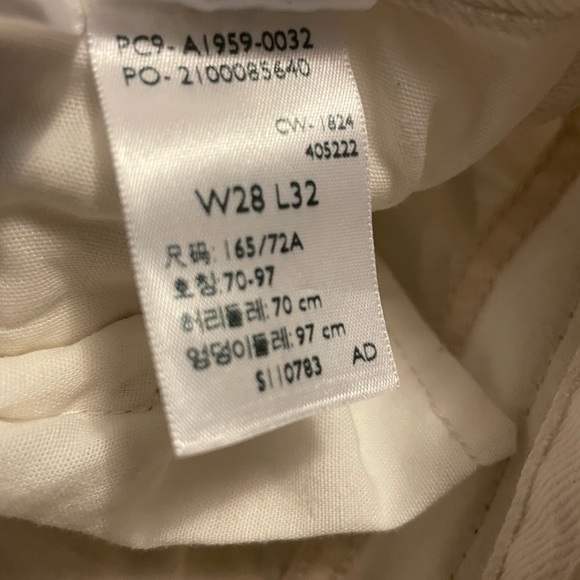 PC9-A1959-0032
PO-2100085640
CW-1824
405222
W28 L32
尺码: 165/72A
호칭: 70-97
허리둘레: 70 cm
엉덩이둘레: 97 cm
S110783 AD